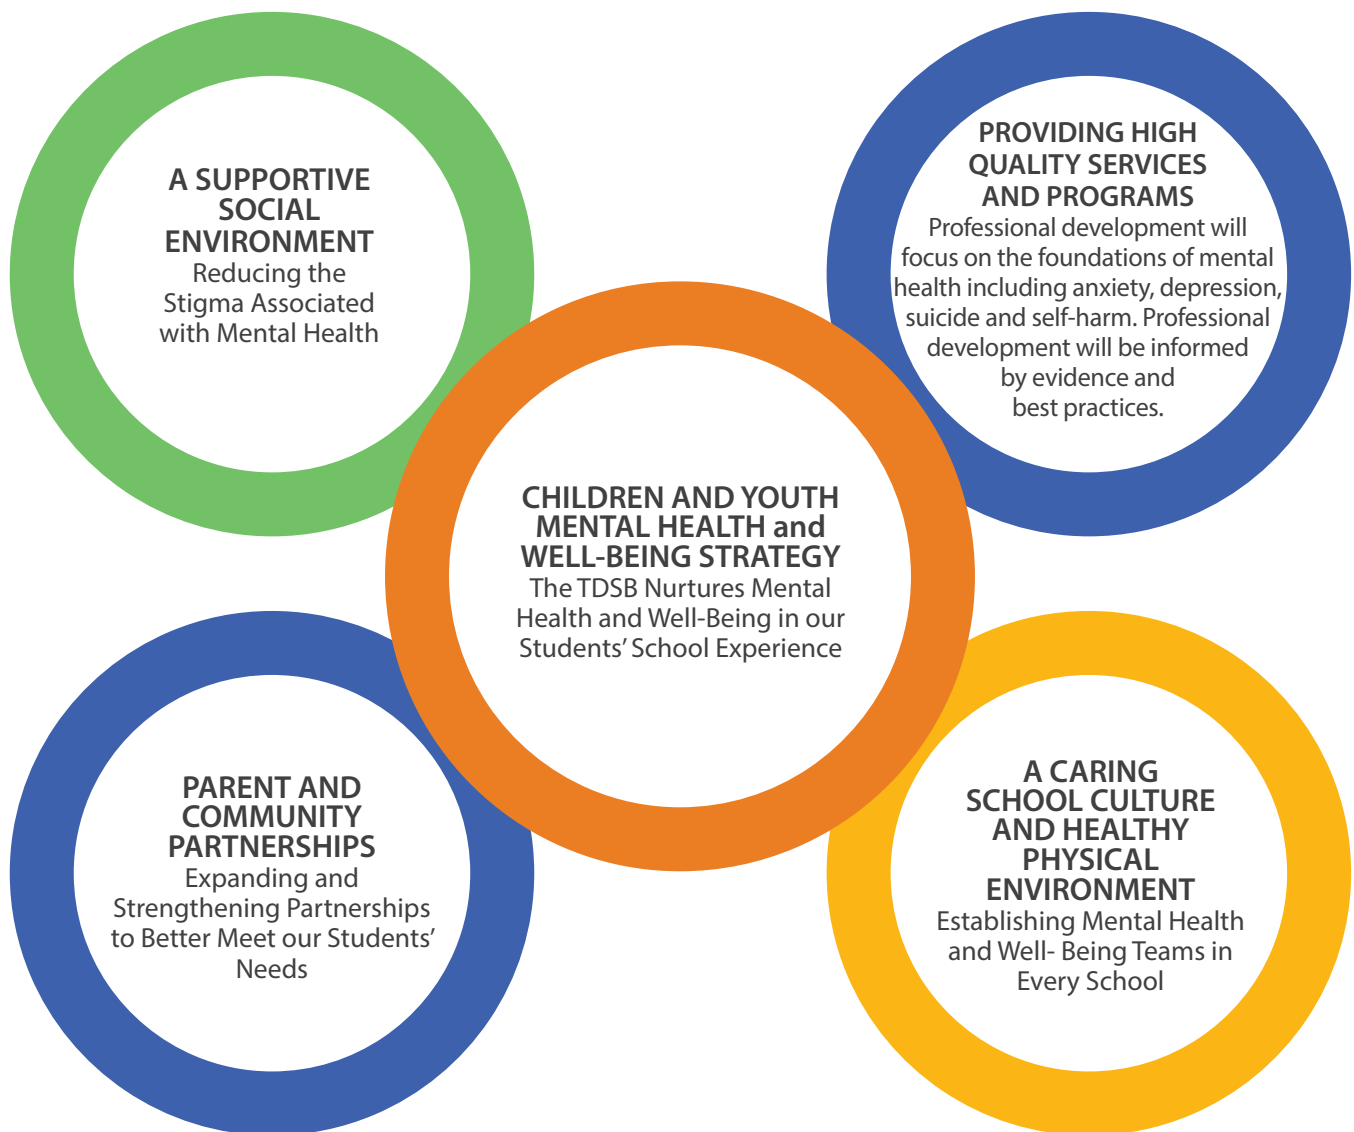 A SUPPORTIVE
SOCIAL
ENVIRONMENT
Reducing the
Stigma Associated
with Mental Health
PROVIDING HIGH
QUALITY SERVICES
AND PROGRAMS
Professional development will
focus on the foundations of mental
health including anxiety, depression,
suicide and self-harm. Professional
development will be informed
by evidence and
best practices.
CHILDREN AND YOUTH
MENTAL HEALTH and
WELL-BEING STRATEGY
The TDSB Nurtures Mental
Health and Well-Being in our
Students' School Experience
PARENT AND
COMMUNITY
PARTNERSHIPS
Expanding and
Strengthening Partnerships
to Better Meet our Students'
Needs
A CARING
SCHOOL CULTURE
AND HEALTHY
PHYSICAL
ENVIRONMENT
Establishing Mental Health
and Well- Being Teams in
Every School